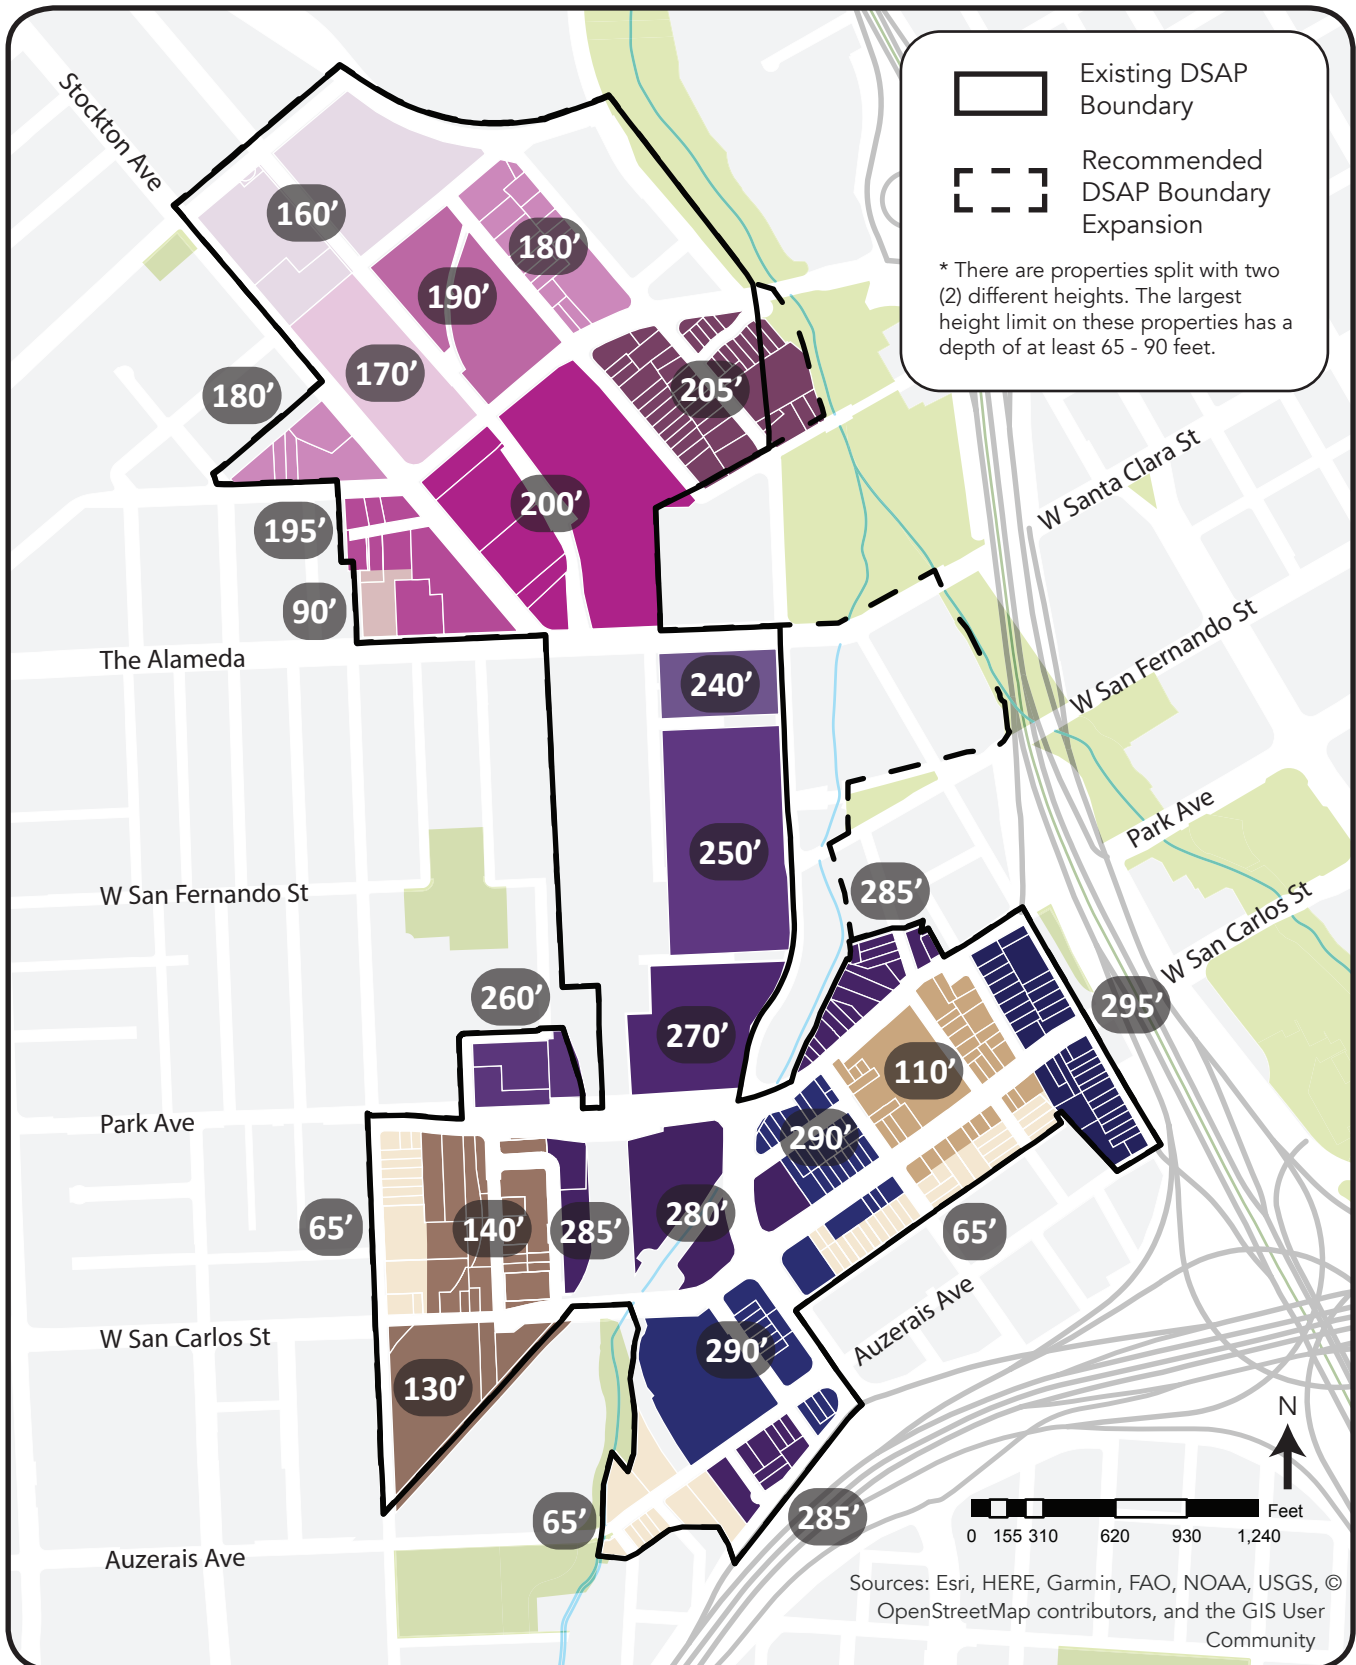 Existing DSAP
Boundary
Recommended
DSAP Boundary
Expansion
* There are properties split with two
(2) different heights. The largest
height limit on these properties has a
depth of at least 65 - 90 feet.
Stockton Ave
160’
180’
190’
170’
180’
205’
200’
195’
90’
W Santa Clara St
The Alameda
W San Fernando St
240’
Park Ave
250’
W San Fernando St
285’
W San Carlos St
260’
295’
270’
110’
Park Ave
290’
65’
140’
285’
280’
65’
W San Carlos St
Auzerais Ave
290’
130’
N
65’
285’
Feet
0 155 310 620 930 1,240
Auzerais Ave
Sources: Esri, HERE, Garmin, FAO, NOAA, USGS, ©
OpenStreetMap contributors, and the GIS User
Community